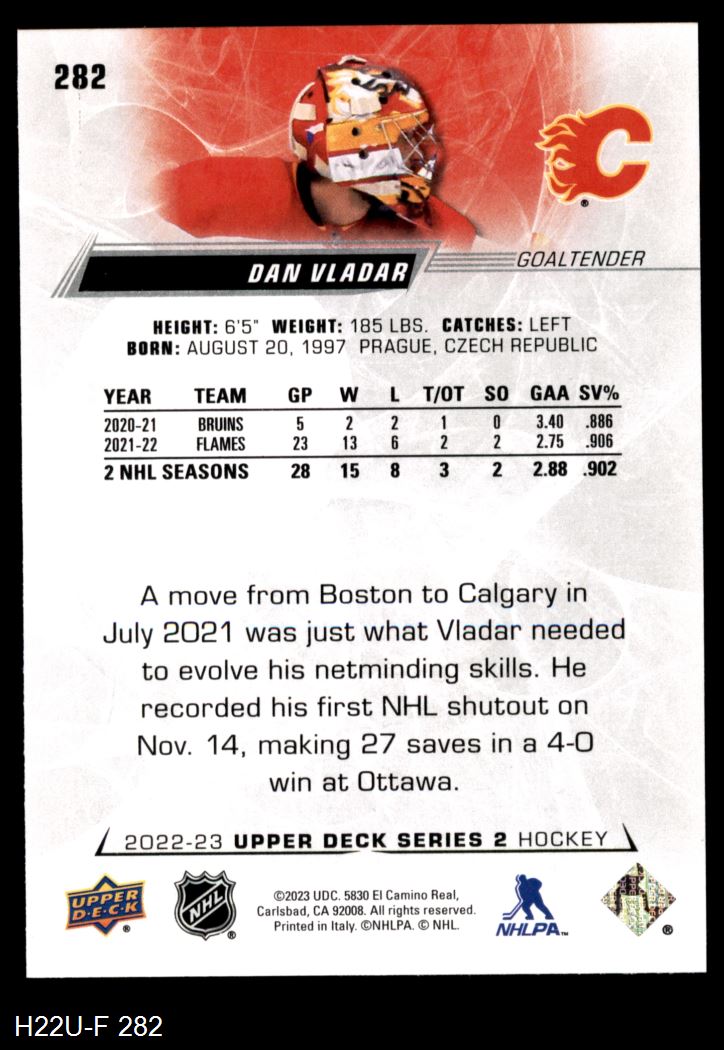 282
DAN VLADAR
GOALTENDER
HEIGHT: 6'5" WEIGHT: 185 LBS. CATCHES: LEFT
BORN: AUGUST 20, 1997 PRAGUE, CZECH REPUBLIC
YEAR TEAM GP W L T/OT SO GAA SV%
2020-21 BRUINS 5 2 2 1 0 3.40 .886
2021-22 FLAMES 23 13 6 2 2 2.75 .906
2 NHL SEASONS 28 15 8 3 2 2.88 .902
A move from Boston to Calgary in
July 2021 was just what Vladar needed
to evolve his netminding skills. He
recorded his first NHL shutout on
Nov. 14, making 27 saves in a 4-0
win at Ottawa.
2022-23 UPPER DECK SERIES 2 HOCKEY
UPPER
D·E·C·K
®
NHL
®
©2023 UDC. 5830 El Camino Real,
Carlsbad, CA 92008. All rights reserved.
Printed in Italy. ©NHLPA. © NHL.
NHLPA™
®
H22U-F 282